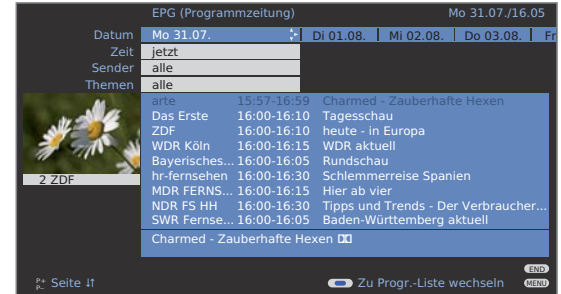 EPG (Programmzeitung) Mo 31.07./16.05
Datum Mo 31.07. Di 01.08. Mi 02.08. Do 03.08. Fr
Zeit jetzt
Sender alle
Themen alle
arte 15:57-16:59 Charmed - Zauberhafte Hexen
Das Erste 16:00-16:10 Tagesschau
ZDF 16:00-16:10 heute - in Europa
WDR Köln 16:00-16:15 WDR aktuell
Bayerisches... 16:00-16:05 Rundschau
hr-fernsehen 16:00-16:30 Schlemmerreise Spanien
MDR FERNS... 16:00-16:15 Hier ab vier
NDR FS HH 16:00-16:30 Tipps und Trends - Der Verbraucher...
SWR Fernse... 16:00-16:05 Baden-Württemberg aktuell
2 ZDF
Charmed - Zauberhafte Hexen
END
P+ P- Seite Zu Progr.-Liste wechseln MENU